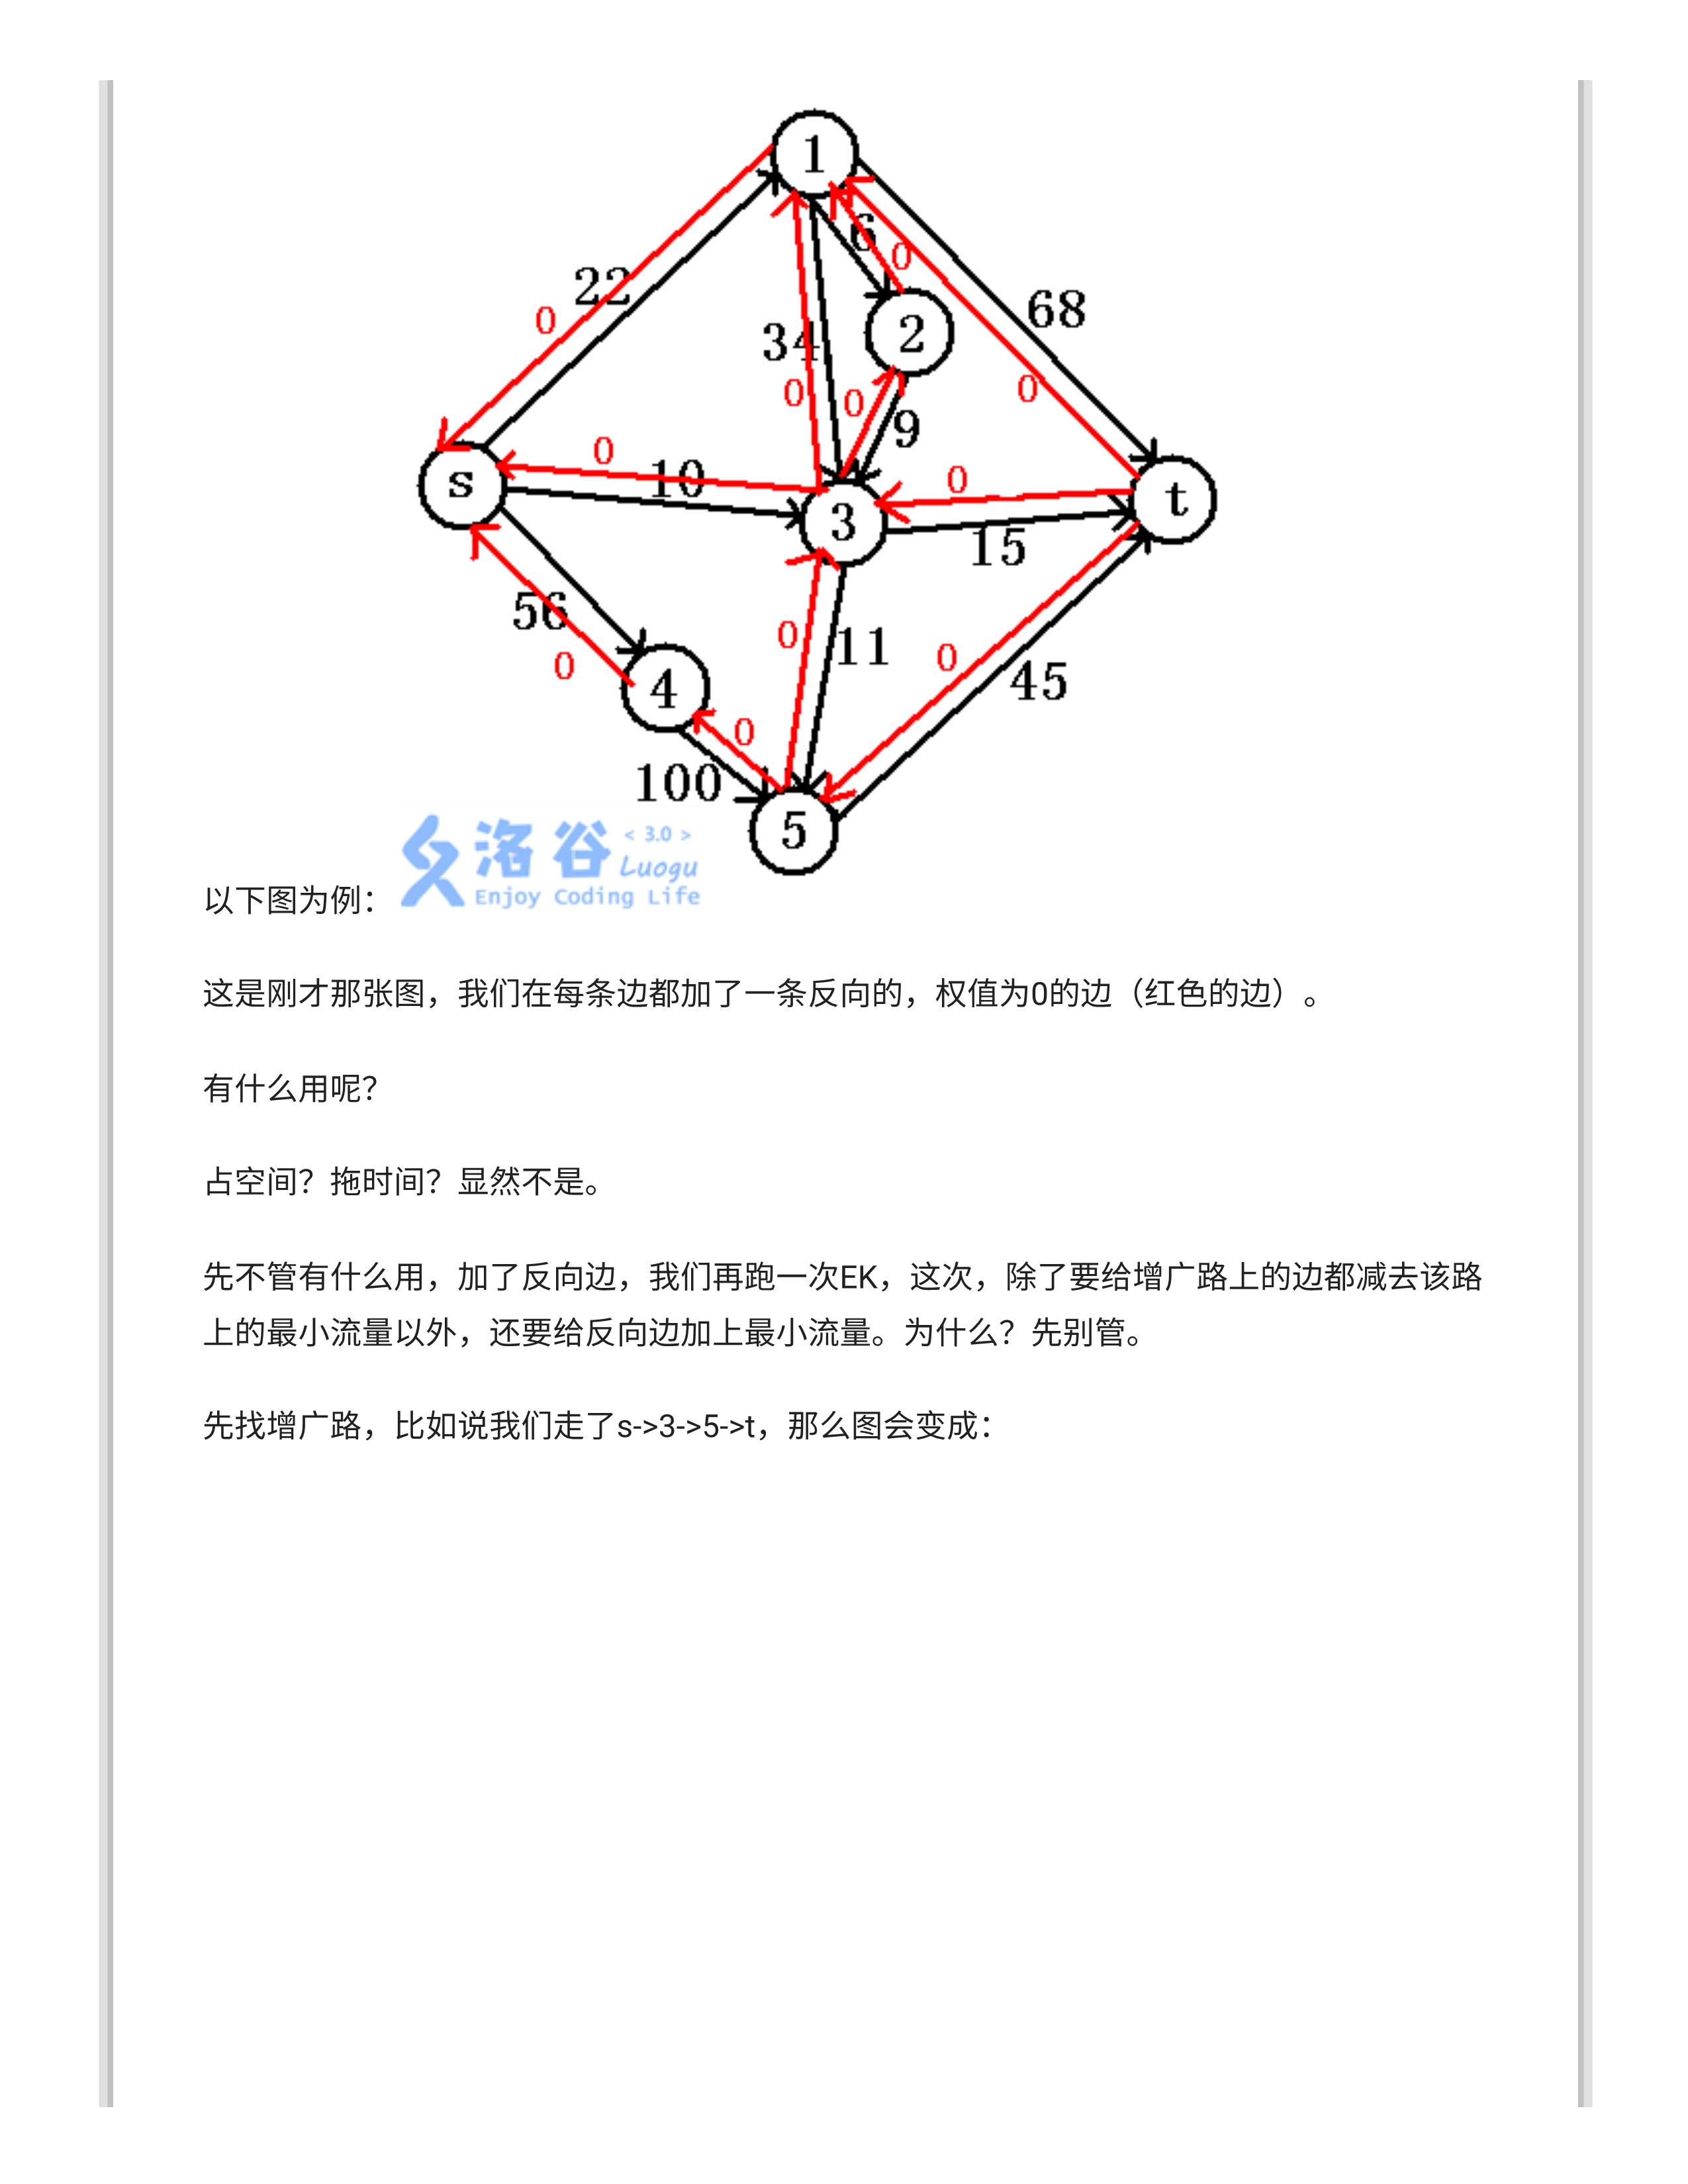 1
6
0
22
0
68
2
34
0
0
9
0
0
10
s
0
3
t
15
56
0
0
11
0
45
4
0
100
5
洛谷 < 3.0 >
Luogu
Enjoy Coding Life
以下图为例：
这是刚才那张图，我们在每条边都加了一条反向的，权值为0的边（红色的边）。
有什么用呢？
占空间？拖时间？显然不是。
先不管有什么用，加了反向边，我们再跑一次EK，这次，除了要给增广路上的边都减去该路
上的最小流量以外，还要给反向边加上最小流量。为什么？先别管。
先找增广路，比如说我们走了s->3->5->t，那么图会变成：